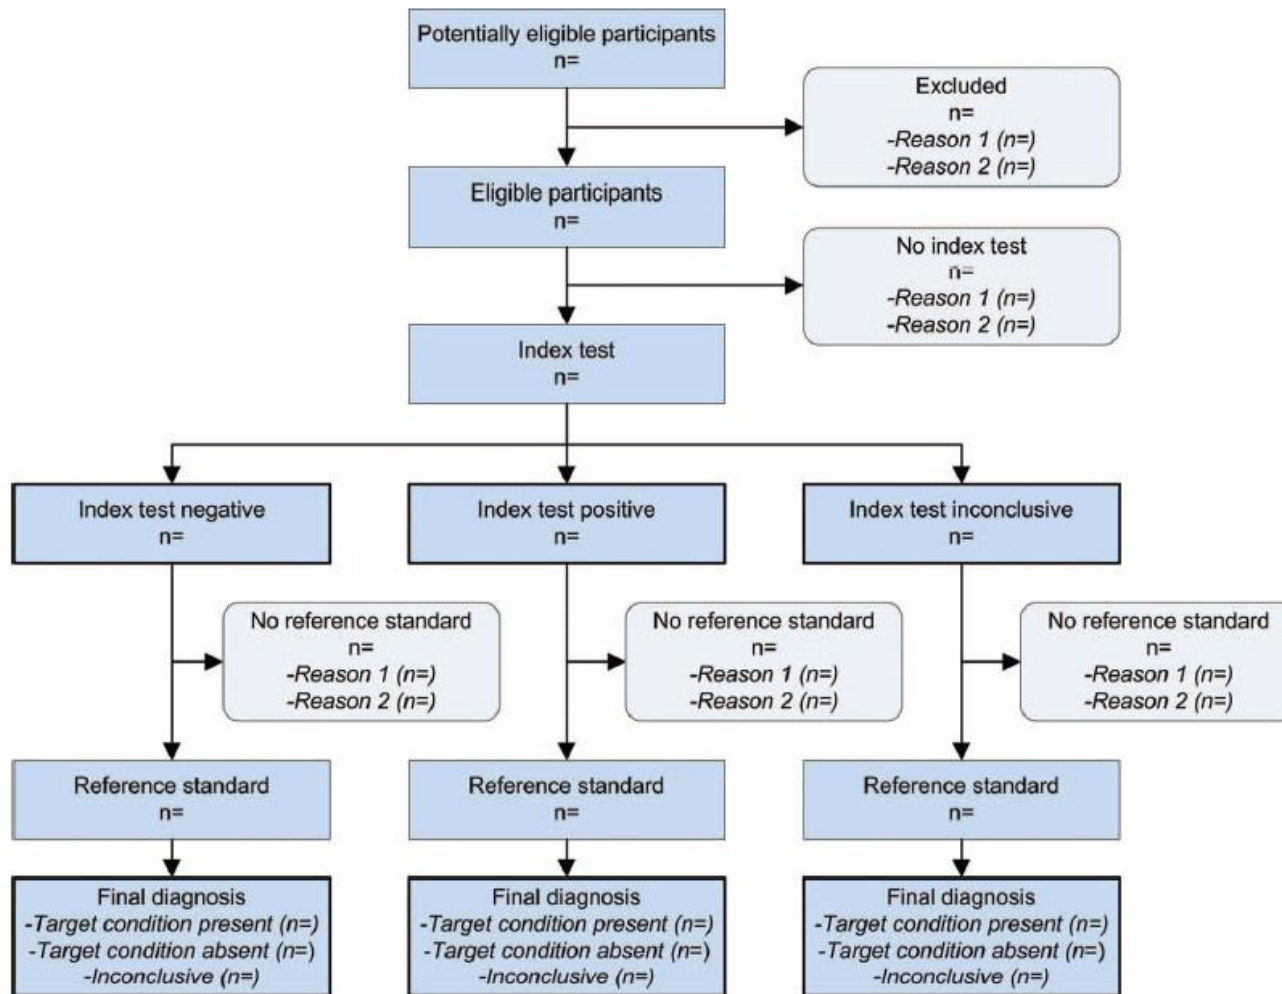 Potentially eligible participants
n=
Excluded
n=
-Reason 1 (n=)
-Reason 2 (n=)
Eligible participants
n=
No index test
n=
-Reason 1 (n=)
-Reason 2 (n=)
Index test
n=
Index test negative
n=
Index test positive
n=
Index test inconclusive
n=
No reference standard
n=
-Reason 1 (n=)
-Reason 2 (n=)
No reference standard
n=
-Reason 1 (n=)
-Reason 2 (n=)
No reference standard
n=
-Reason 1 (n=)
-Reason 2 (n=)
Reference standard
n=
Reference standard
n=
Reference standard
n=
Final diagnosis
-Target condition present (n=)
-Target condition absent (n=)
-Inconclusive (n=)
Final diagnosis
-Target condition present (n=)
-Target condition absent (n=)
-Inconclusive (n=)
Final diagnosis
-Target condition present (n=)
-Target condition absent (n=)
-Inconclusive (n=)